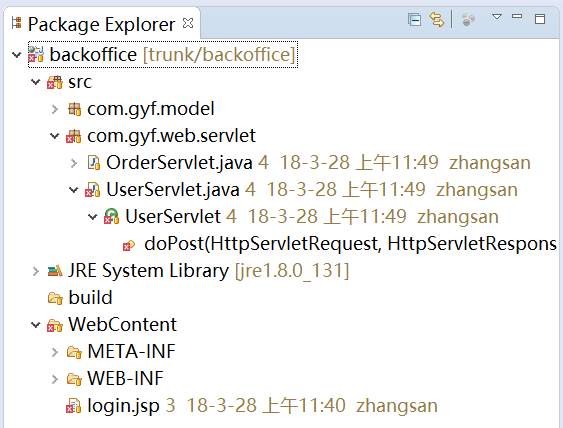 Package Explorer
backoffice [trunk/backoffice]
src
com.gyf.model
com.gyf.web.servlet
OrderServlet.java 4 18-3-28 上午11:49 zhangsan
UserServlet.java 4 18-3-28 上午11:49 zhangsan
UserServlet 4 18-3-28 上午11:49 zhangsan
doPost(HttpServletRequest, HttpServletRespons
JRE System Library [jre1.8.0_131]
build
WebContent
META-INF
WEB-INF
login.jsp 3 18-3-28 上午11:40 zhangsan